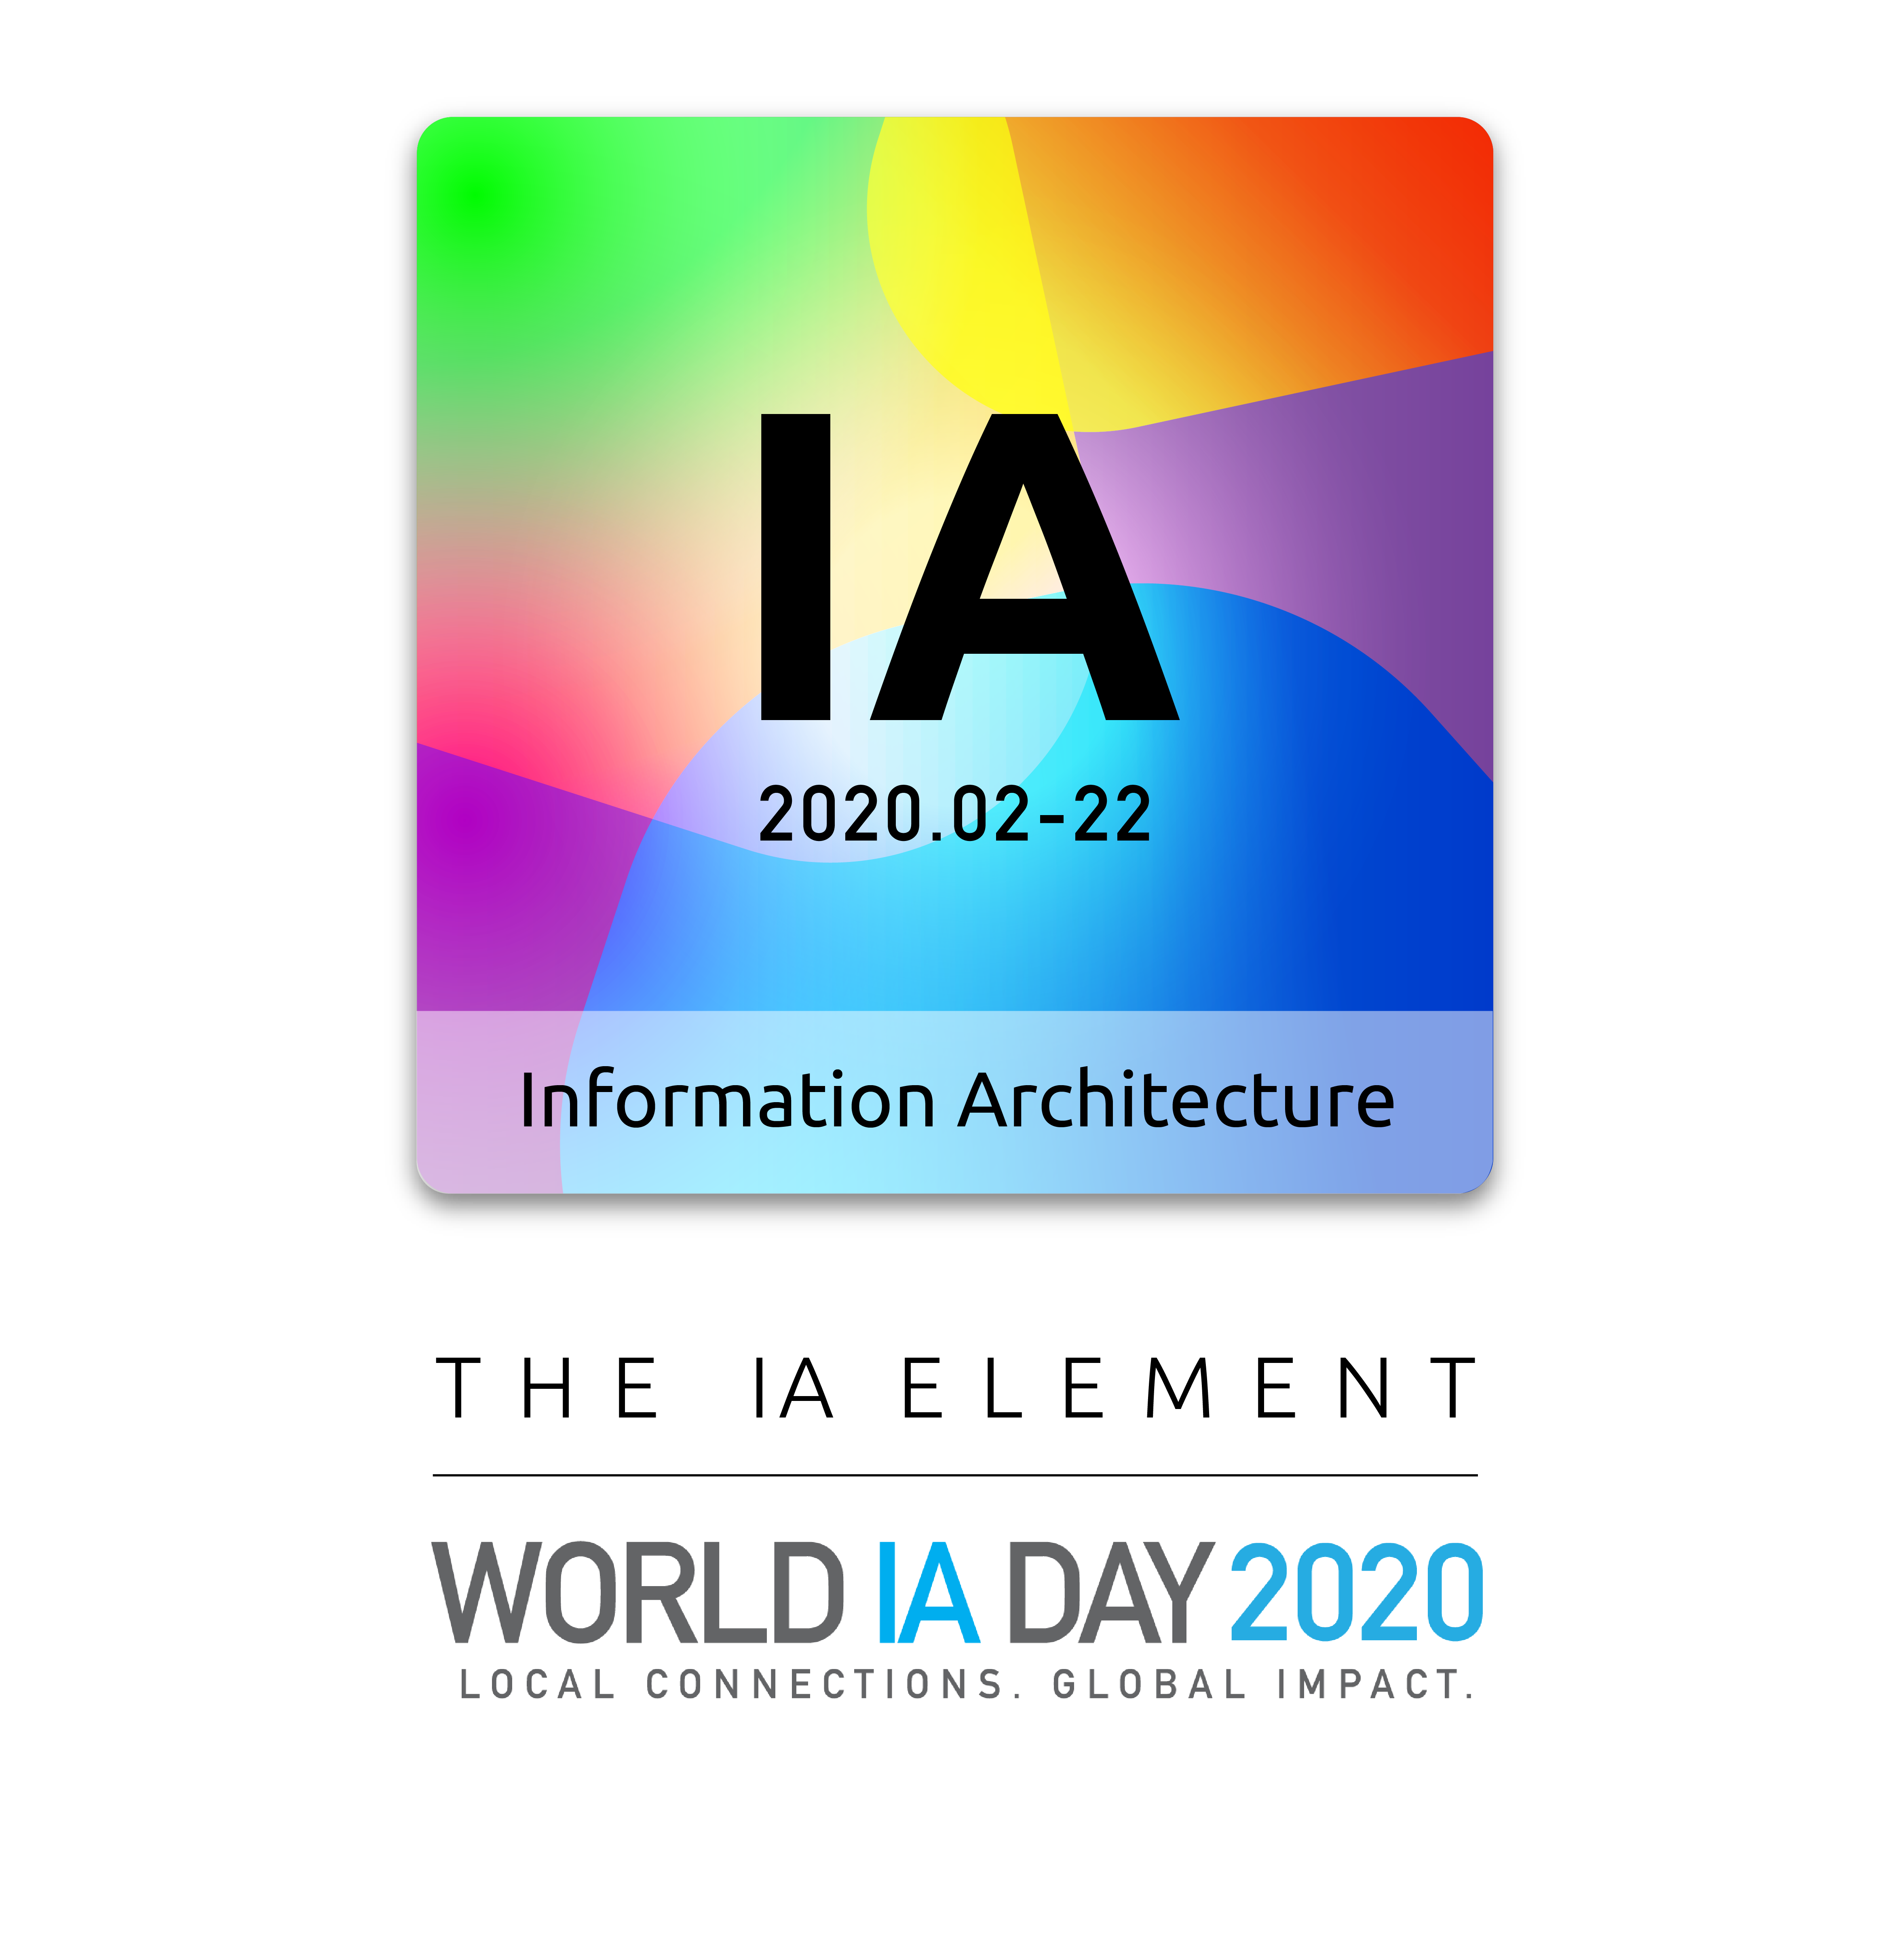 IA
2020.02-22
Information Architecture
THE IA ELEMENT
WORLD IA DAY 2020
LOCAL CONNECTIONS. GLOBAL IMPACT.